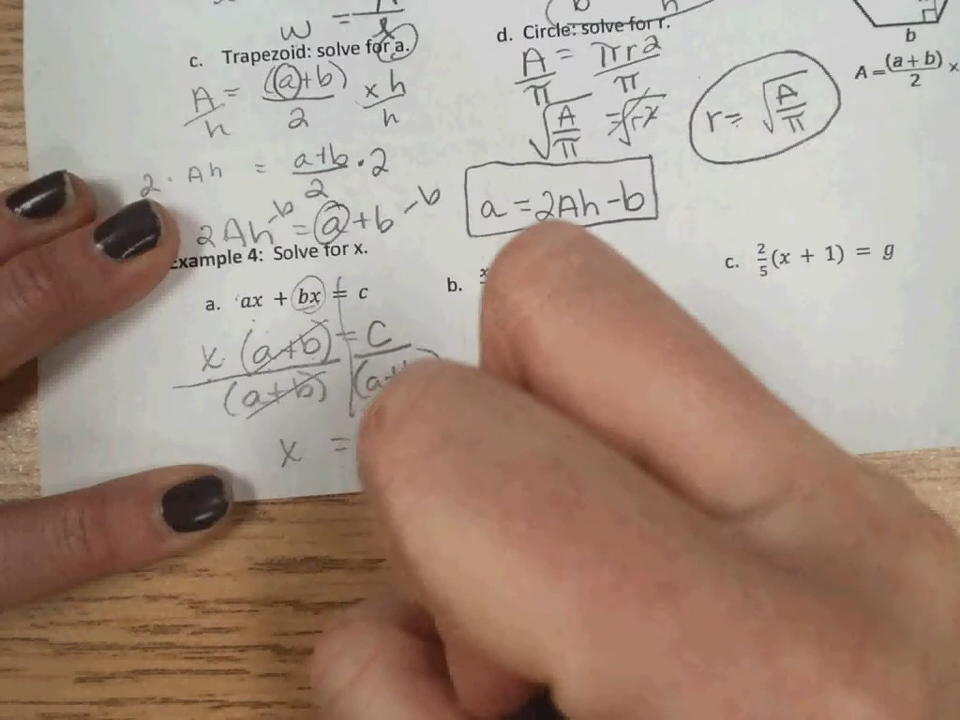 w =
c. Trapezoid: solve for a.
A/h = (a+b)/2 × h/h
2 · Ah = a+b/2 · 2
2Ah -b = a + b -b
d. Circle: solve for r.
A/π = πr2/π
√A/π = √r2
r = √A/π
a = 2Ah - b
b
A = (a + b)/2 ×
Example 4: Solve for x.
a. ax + bx = c
x (a+b) = C
(a+b) (a+
x =
b.
c. 2/5(x + 1) = g